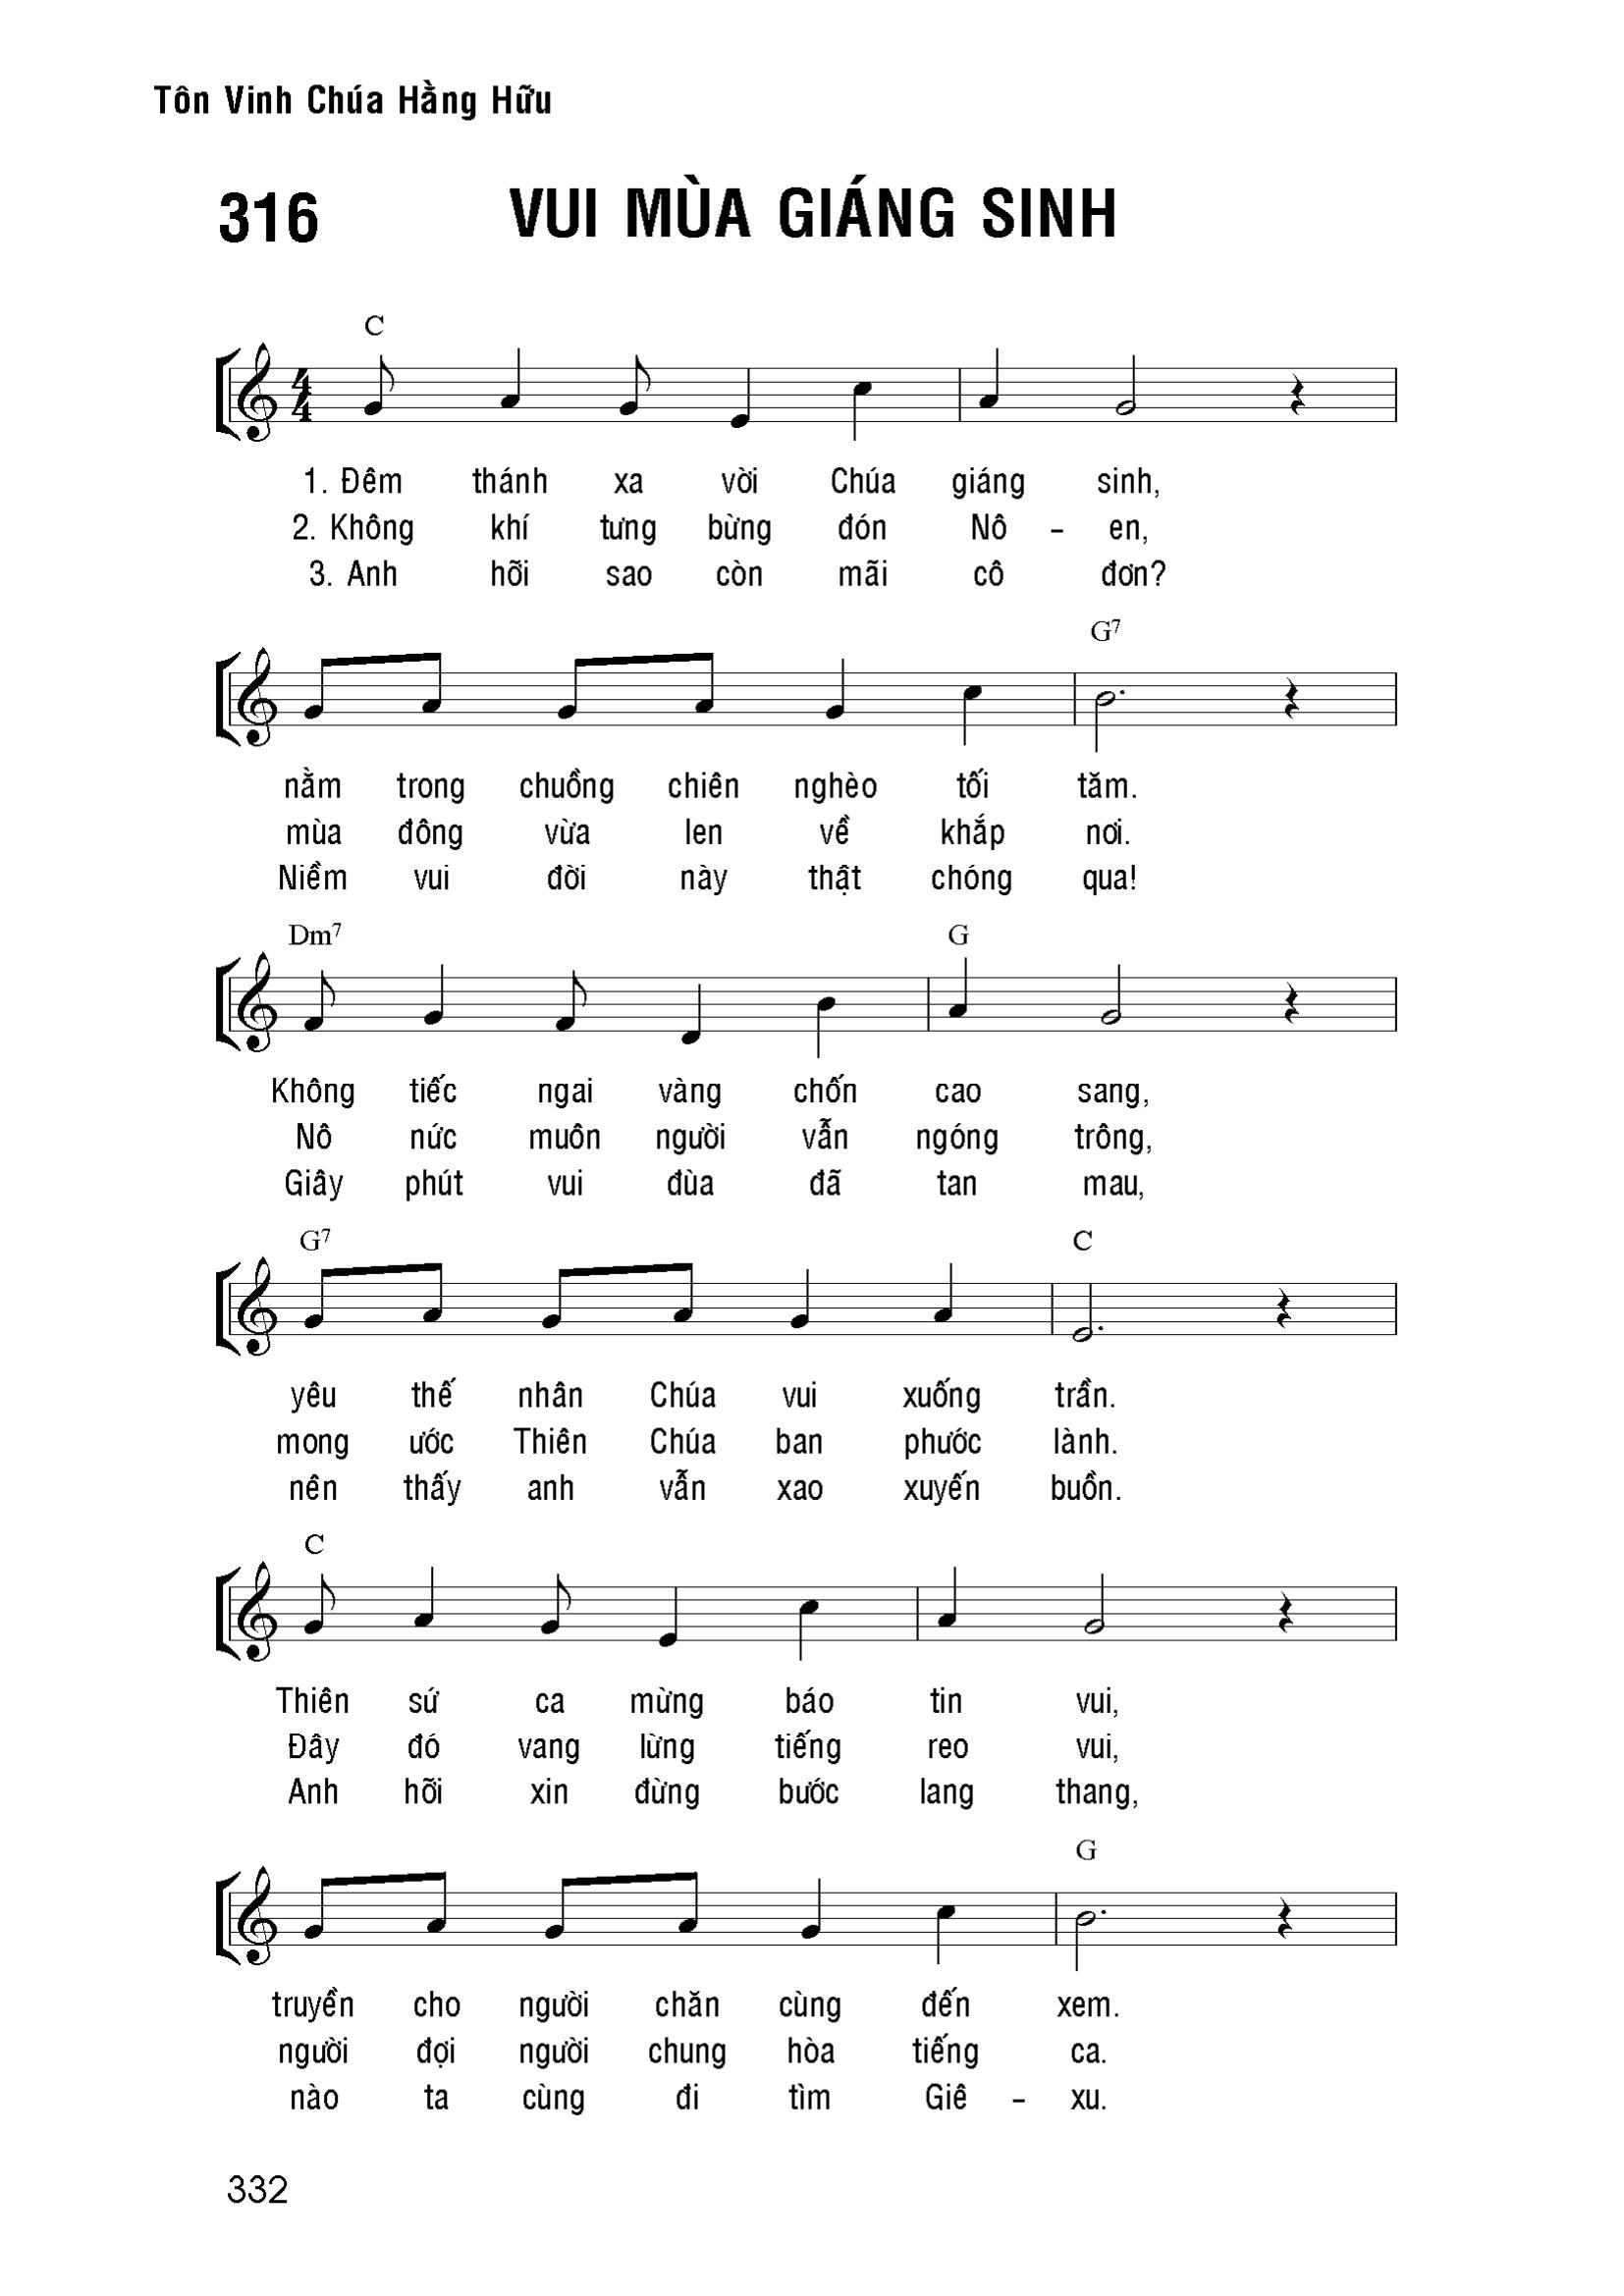 Tôn Vinh Chúa Hằng Hữu
316 VUI MÙA GIÁNG SINH
C
4
4
1. Đêm thánh xa vời Chúa giáng sinh,
2. Không khí tưng bừng đón Nô - en,
3. Anh hỡi sao còn mãi cô đơn?
G7
nằm trong chuồng chiên nghèo tối tăm.
mùa đông vừa len về khắp nơi.
Niềm vui đời này thật chóng qua!
Dm7 G
Không tiếc ngai vàng chốn cao sang,
Nô nức muôn người vẫn ngóng trông,
Giây phút vui đùa đã tan mau,
G7 C
yêu thế nhân Chúa vui xuống trần.
mong ước Thiên Chúa ban phước lành.
nên thấy anh vẫn xao xuyến buồn.
C
Thiên sứ ca mừng báo tin vui,
Đây đó vang lừng tiếng reo vui,
Anh hỡi xin đừng bước lang thang,
G
truyền cho người chăn cùng đến xem.
người đợi người chung hòa tiếng ca.
nào ta cùng đi tìm Giê - xu.
332